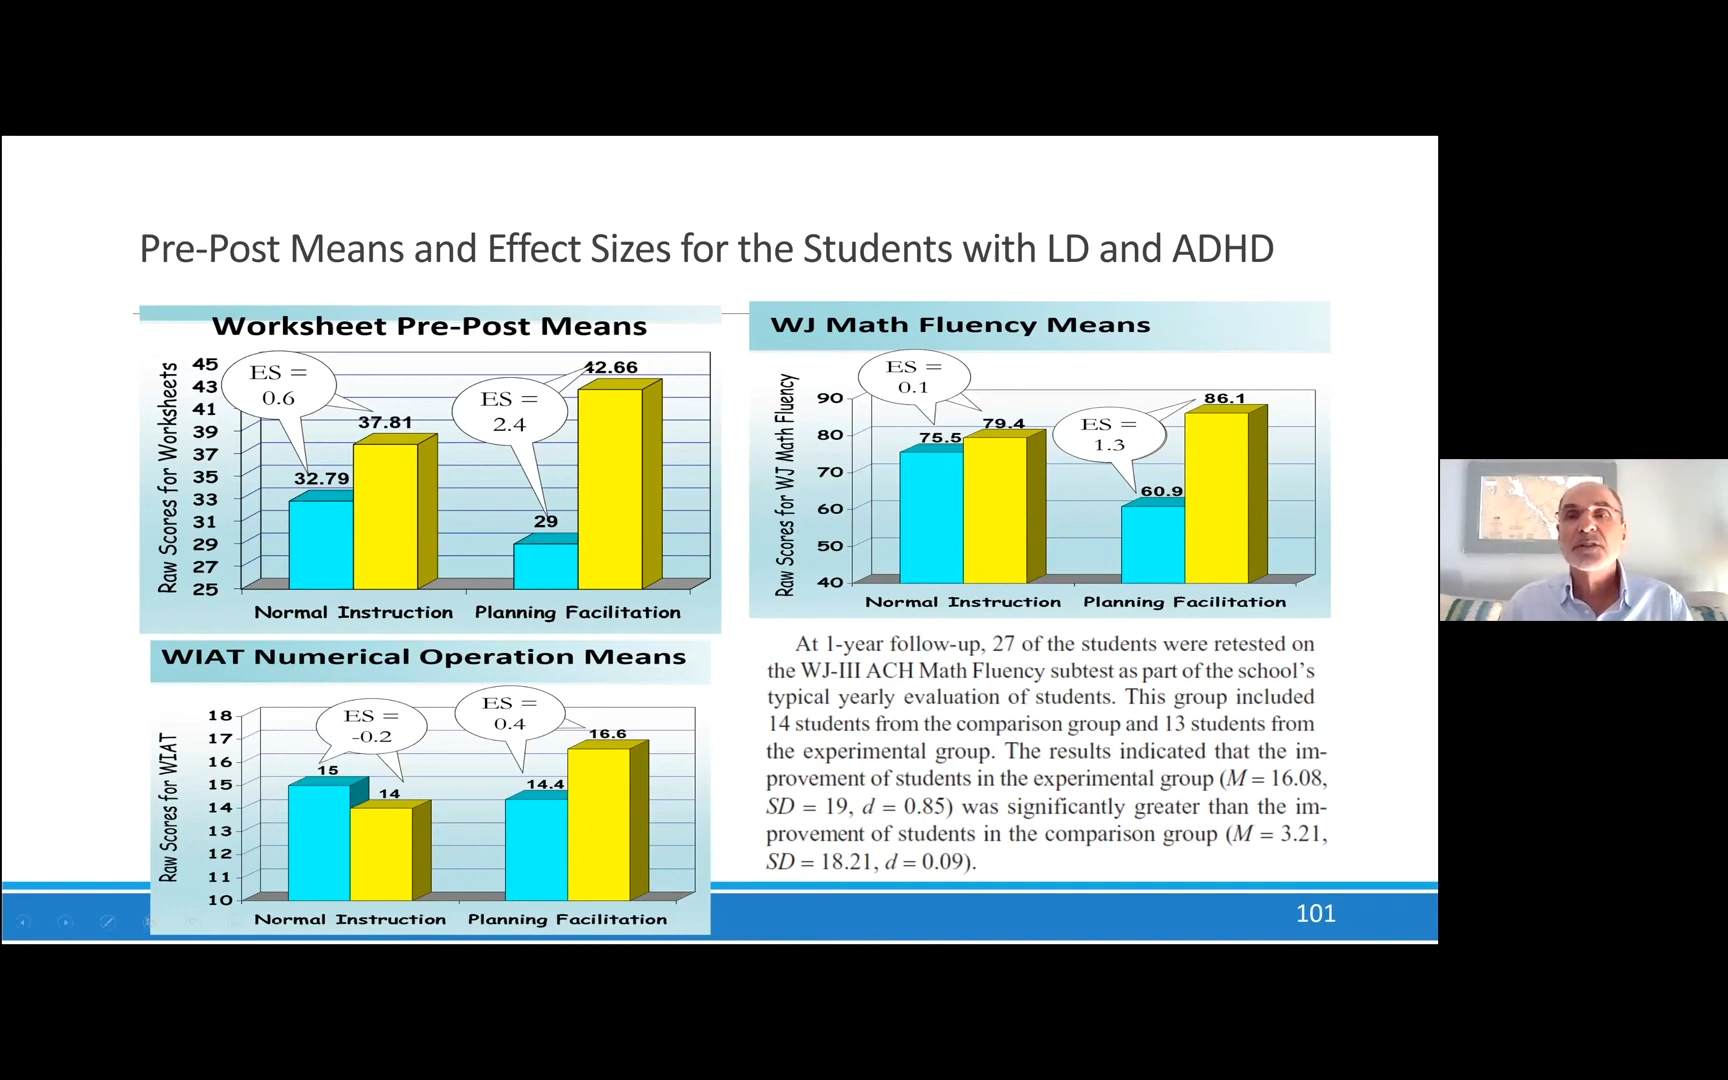 Pre-Post Means and Effect Sizes for the Students with LD and ADHD
Worksheet Pre-Post Means
Raw Scores for Worksheets
45
43
41
39
37
35
33
31
29
27
25
ES =
0.6
32.79
37.81
ES =
2.4
29
42.66
Normal Instruction
Planning Facilitation
WJ Math Fluency Means
Raw Scores for WJ Math Fluency
90
80
70
60
50
40
ES =
0.1
75.5
79.4
ES =
1.3
60.9
86.1
Normal Instruction
Planning Facilitation
WIAT Numerical Operation Means
Raw Scores for WIAT
18
17
16
15
14
13
12
11
10
ES =
-0.2
15
14
ES =
0.4
14.4
16.6
Normal Instruction
Planning Facilitation
At 1-year follow-up, 27 of the students were retested on
the WJ-III ACH Math Fluency subtest as part of the school's
typical yearly evaluation of students. This group included
14 students from the comparison group and 13 students from
the experimental group. The results indicated that the im-
provement of students in the experimental group (M = 16.08,
SD = 19, d = 0.85) was significantly greater than the im-
provement of students in the comparison group (M = 3.21,
SD = 18.21, d = 0.09).
101